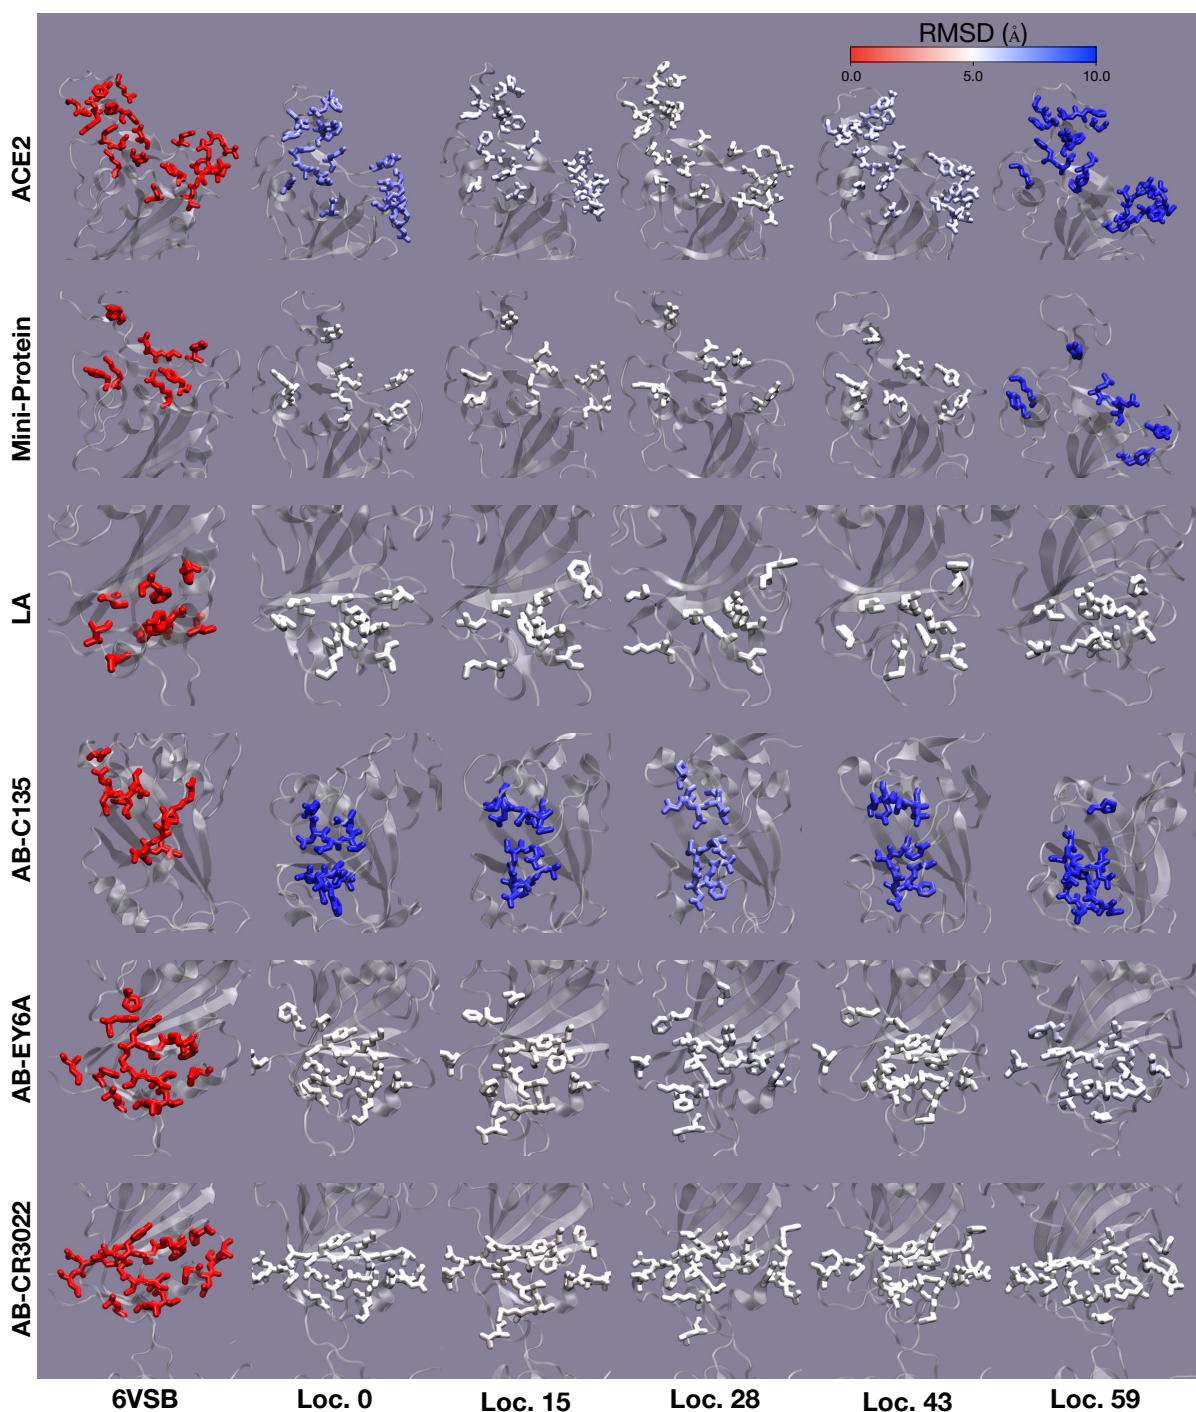 RMSD (Å)
0.0 5.0 10.0
ACE2
Mini-Protein
LA
AB-C135
AB-EY6A
AB-CR3022
6VSB Loc. 0 Loc. 15 Loc. 28 Loc. 43 Loc. 59